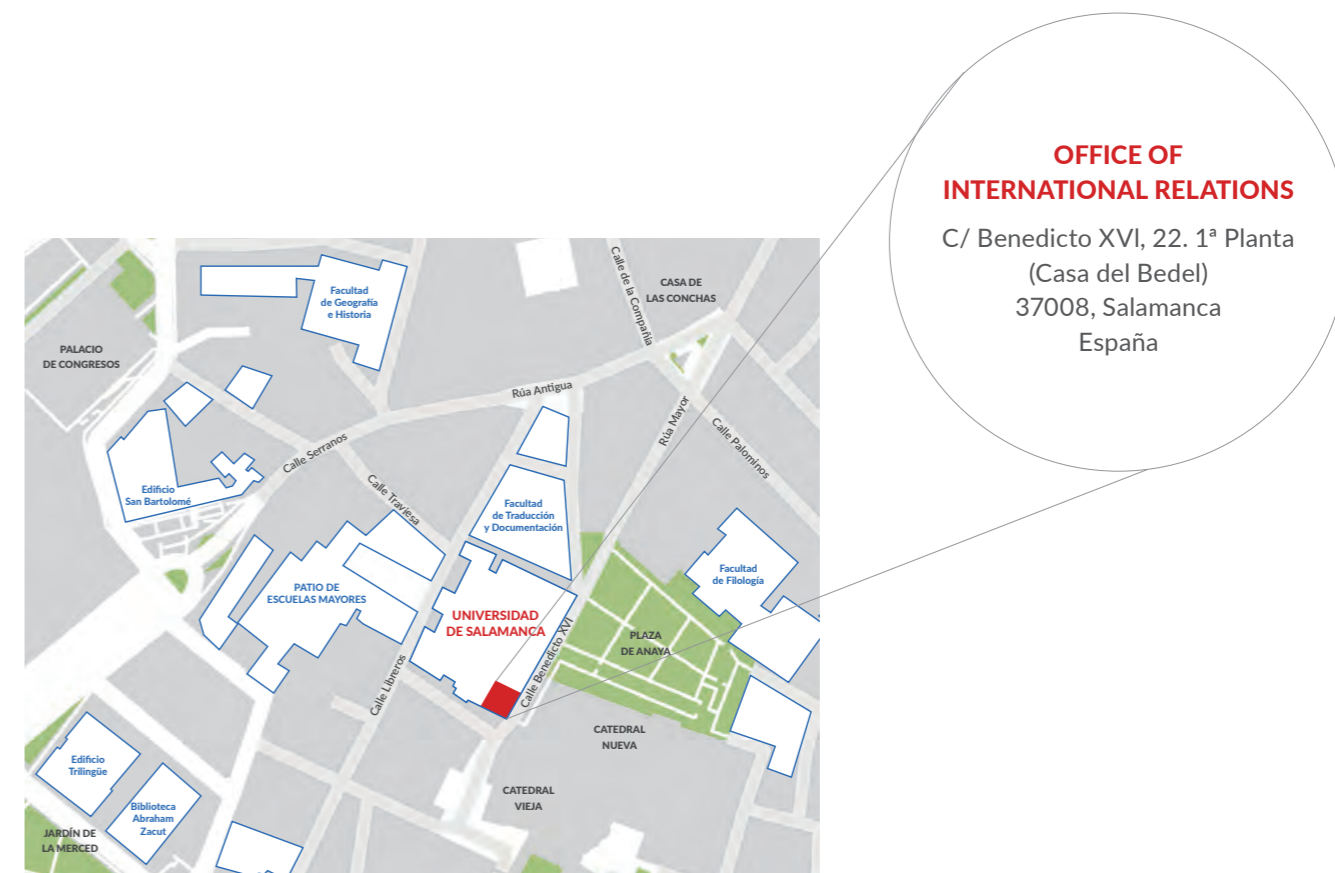 OFFICE OF
INTERNATIONAL RELATIONS
C/ Benedicto XVI, 22. 1ª Planta
(Casa del Bedel)
37008, Salamanca
España
Calle de la Compañía
CASA DE
LAS CONCHAS
Facultad
de Geografía
e Historia
PALACIO
DE CONGRESOS
Rúa Antigua
Rúa Mayor
Calle Palominos
Calle Serranos
Calle Traviesa
Edificio
San Bartolomé
Facultad
de Traducción
y Documentación
Facultad
de Filología
PATIO DE
ESCUELAS MAYORES
UNIVERSIDAD
DE SALAMANCA
PLAZA
DE ANAYA
Calle Benedicto XVI
Calle Libreros
CATEDRAL
NUEVA
Edificio
Trilingüe
CATEDRAL
VIEJA
Biblioteca
Abraham
Zacut
JARDÍN DE
LA MERCED